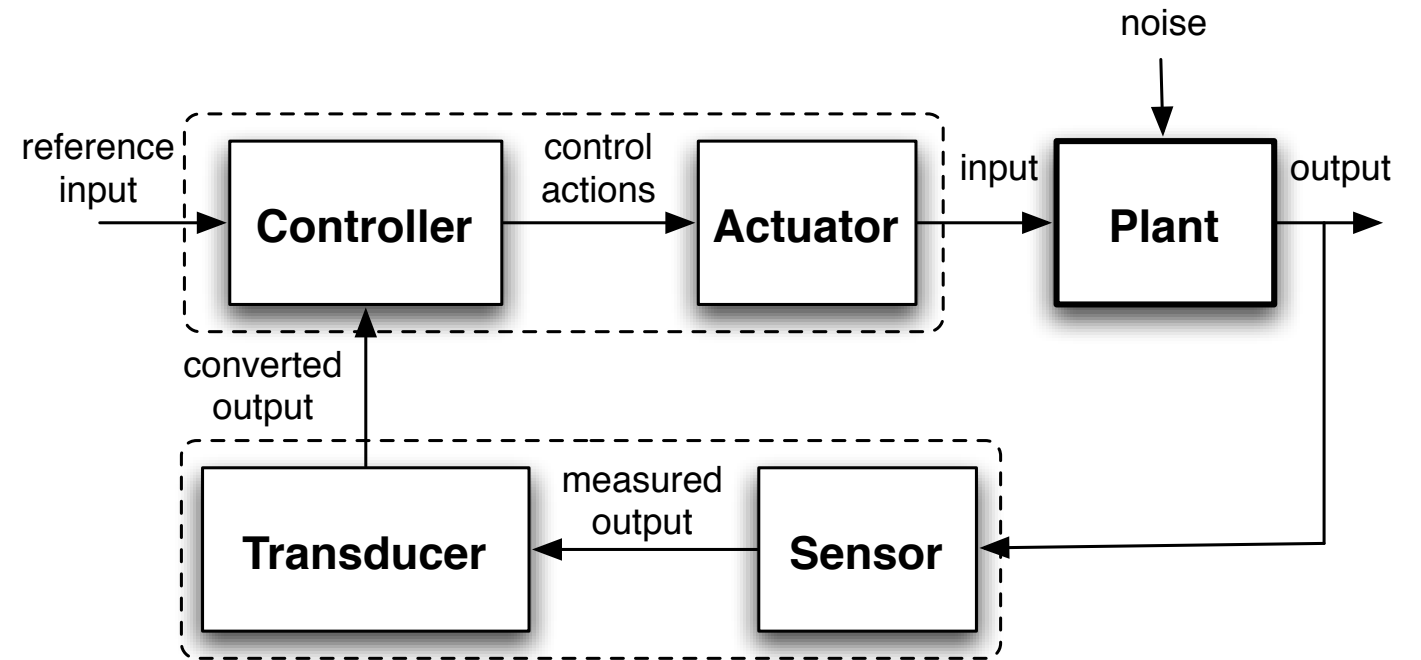 noise
reference
input
Controller
control
actions
Actuator
input
Plant
output
converted
output
Transducer
measured
output
Sensor